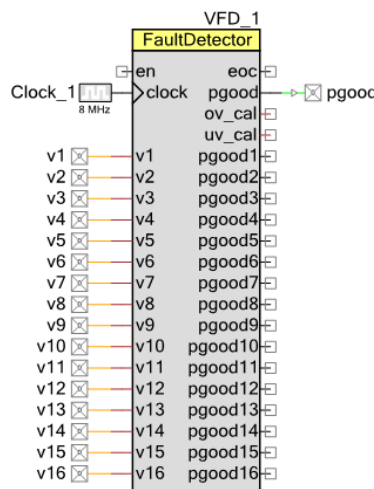 VFD_1
FaultDetector
en eoc
Clock_1 clock pgood pgood
8 MHz
ov_cal
uv_cal
v1 v1 pgood1
v2 v2 pgood2
v3 v3 pgood3
v4 v4 pgood4
v5 v5 pgood5
v6 v6 pgood6
v7 v7 pgood7
v8 v8 pgood8
v9 v9 pgood9
v10 v10 pgood10
v11 v11 pgood11
v12 v12 pgood12
v13 v13 pgood13
v14 v14 pgood14
v15 v15 pgood15
v16 v16 pgood16